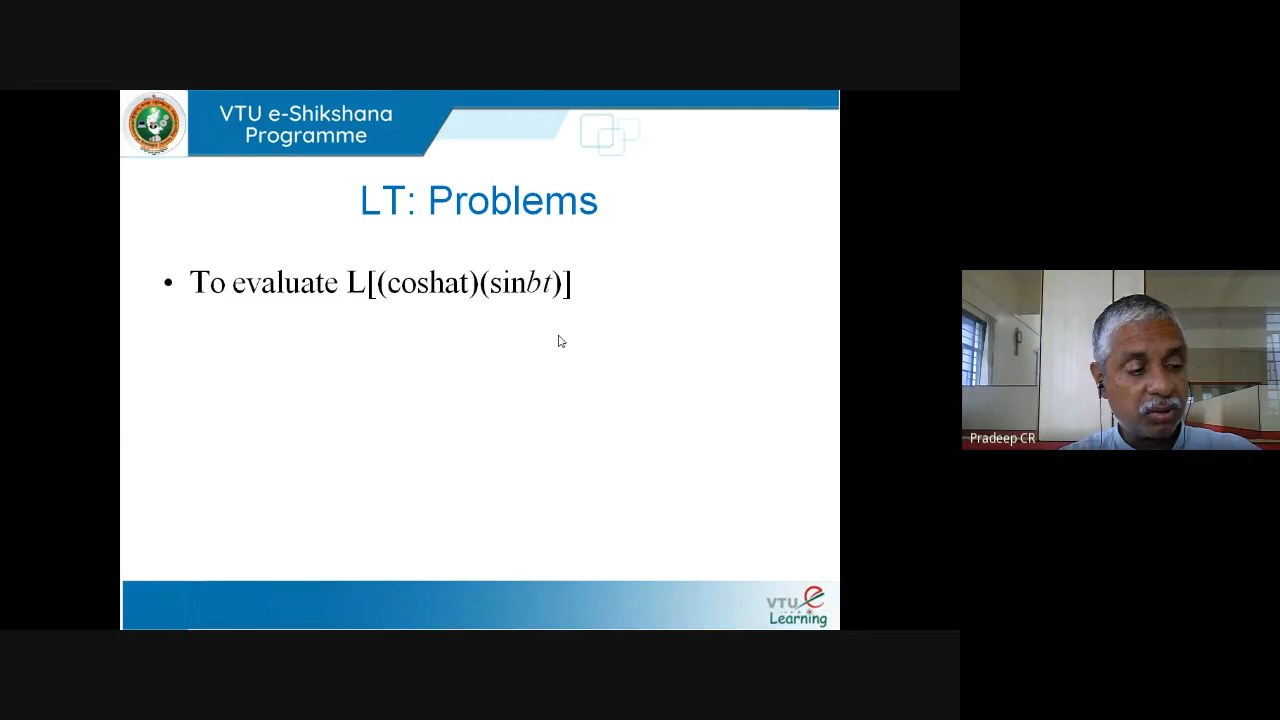 VTU e-Shikshana
Programme
LT: Problems
• To evaluate L[(coshat)(sinbt)]
Pradeep CR
VTU e
Learning